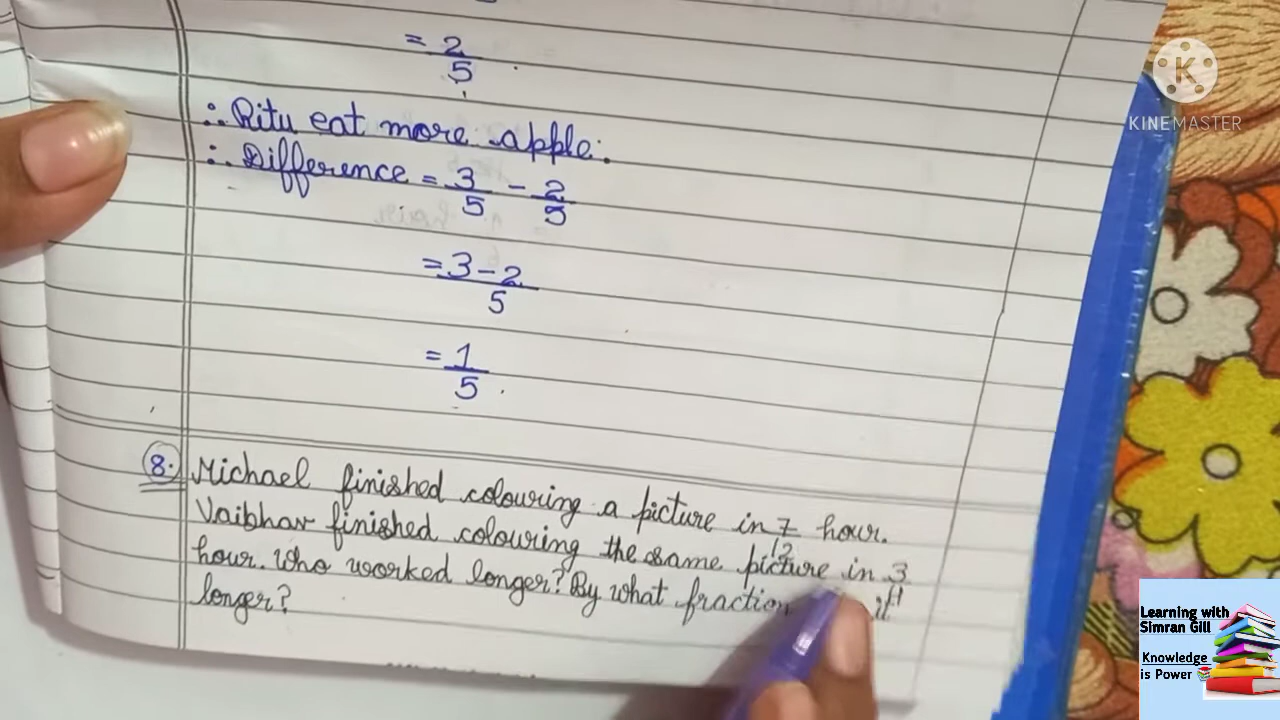 = 2/5 .
∴ Ritu eat more apple.
∴ Difference = 3/5 - 2/5
= 3-2/5
= 1/5 .
8. Michael finished colouring a picture in 7/12 hour.
Vaibhav finished colouring the same picture in 3/4
hour. Who worked longer? By what fraction it
longer?
K
KINEMASTER
Learning with
Simran Gill
Knowledge
is Power